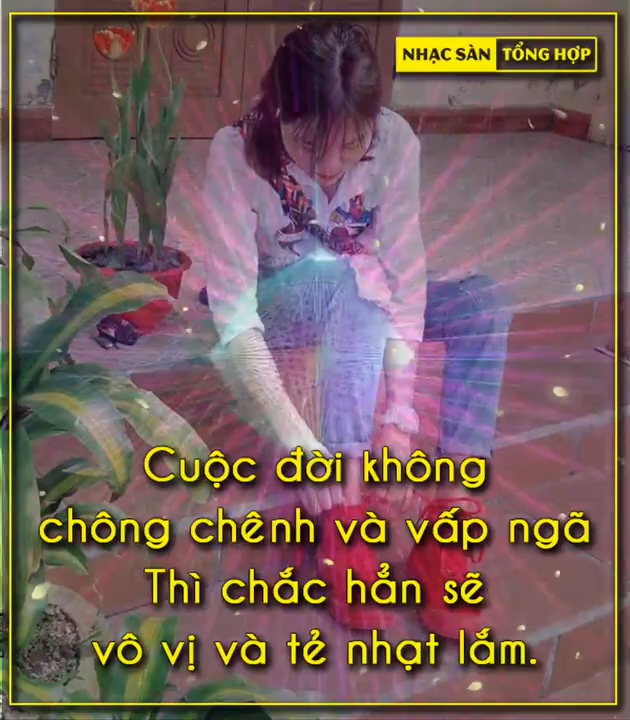 NHẠC SÀN TỔNG HỢP
Cuộc đời không
chông chênh và vấp ngã
Thì chắc hẳn sẽ
vô vị và tẻ nhạt lắm.